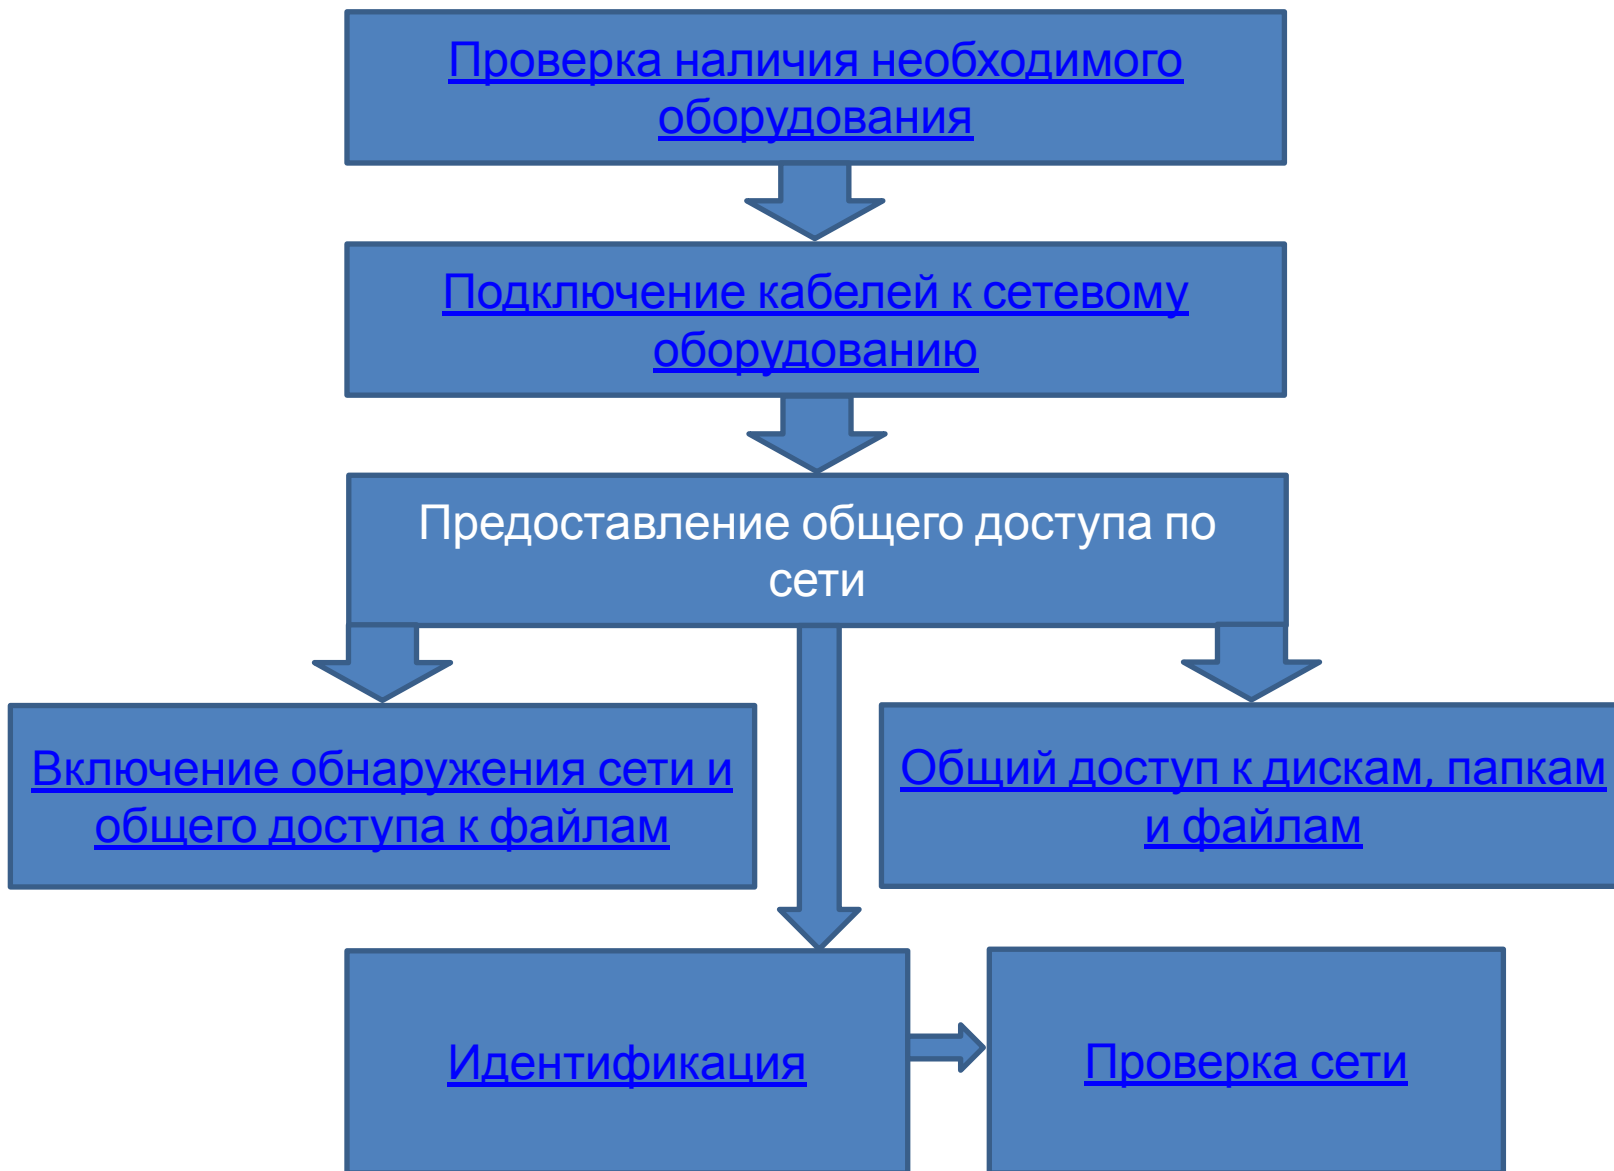 Проверка наличия необходимого
оборудования
Подключение кабелей к сетевому
оборудованию
Предоставление общего доступа по
сети
Включение обнаружения сети и
общего доступа к файлам
Общий доступ к дискам, папкам
и файлам
Идентификация
Проверка сети